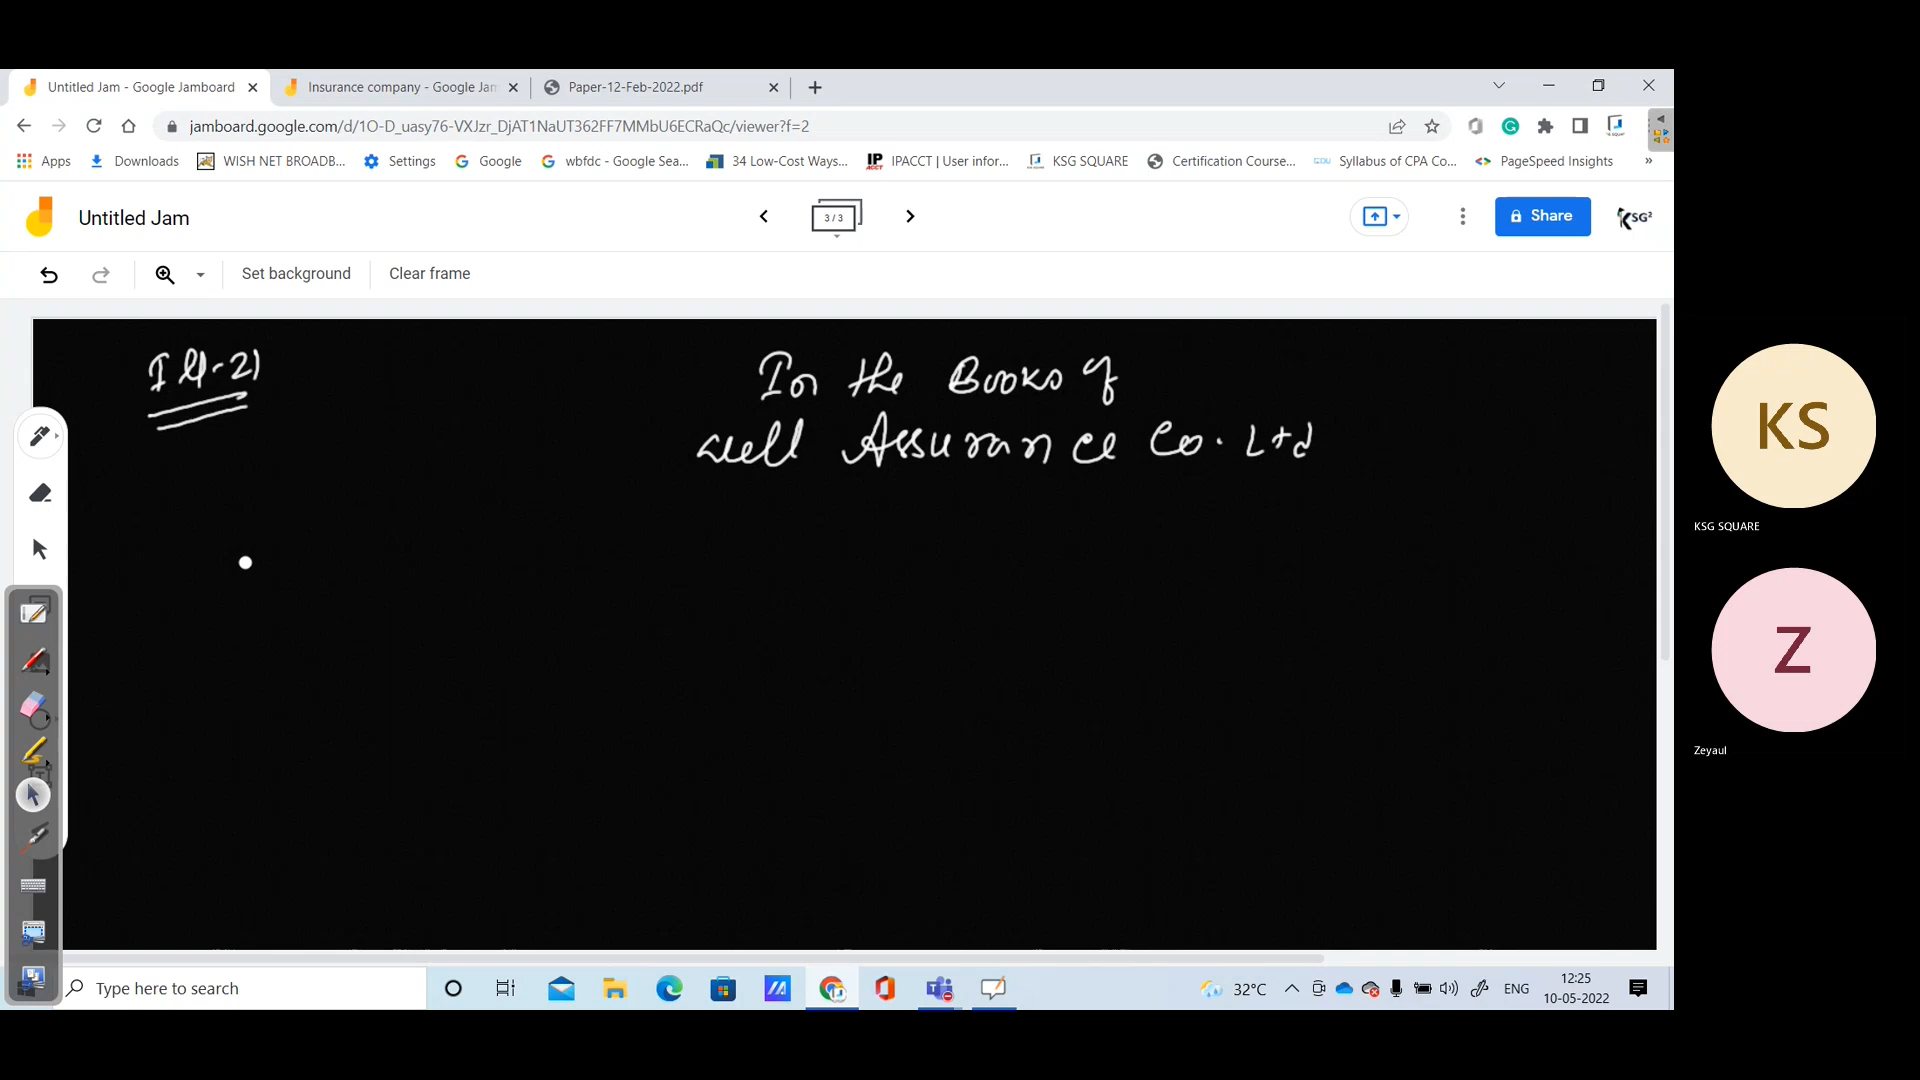 Untitled Jam - Google Jamboard
Insurance company - Google Jam
Paper-12-Feb-2022.pdf
jamboard.google.com/d/1O-D_uasy76-VXJzr_DjAT1NaUT362FF7MMbU6ECRaQc/viewer?f=2
Apps Downloads WISH NET BROADB... Settings Google wbfdc - Google Sea... 34 Low-Cost Ways... IPACCT | User infor... KSG SQUARE Certification Course... Syllabus of CPA Co... PageSpeed Insights »
Untitled Jam
3 / 3
Share
KSG²
Set background Clear frame
In the Books of
well Assurance Co. Ltd
KS
KSG SQUARE
Z
Zeyaul
Type here to search
32°C
ENG
12:25
10-05-2022